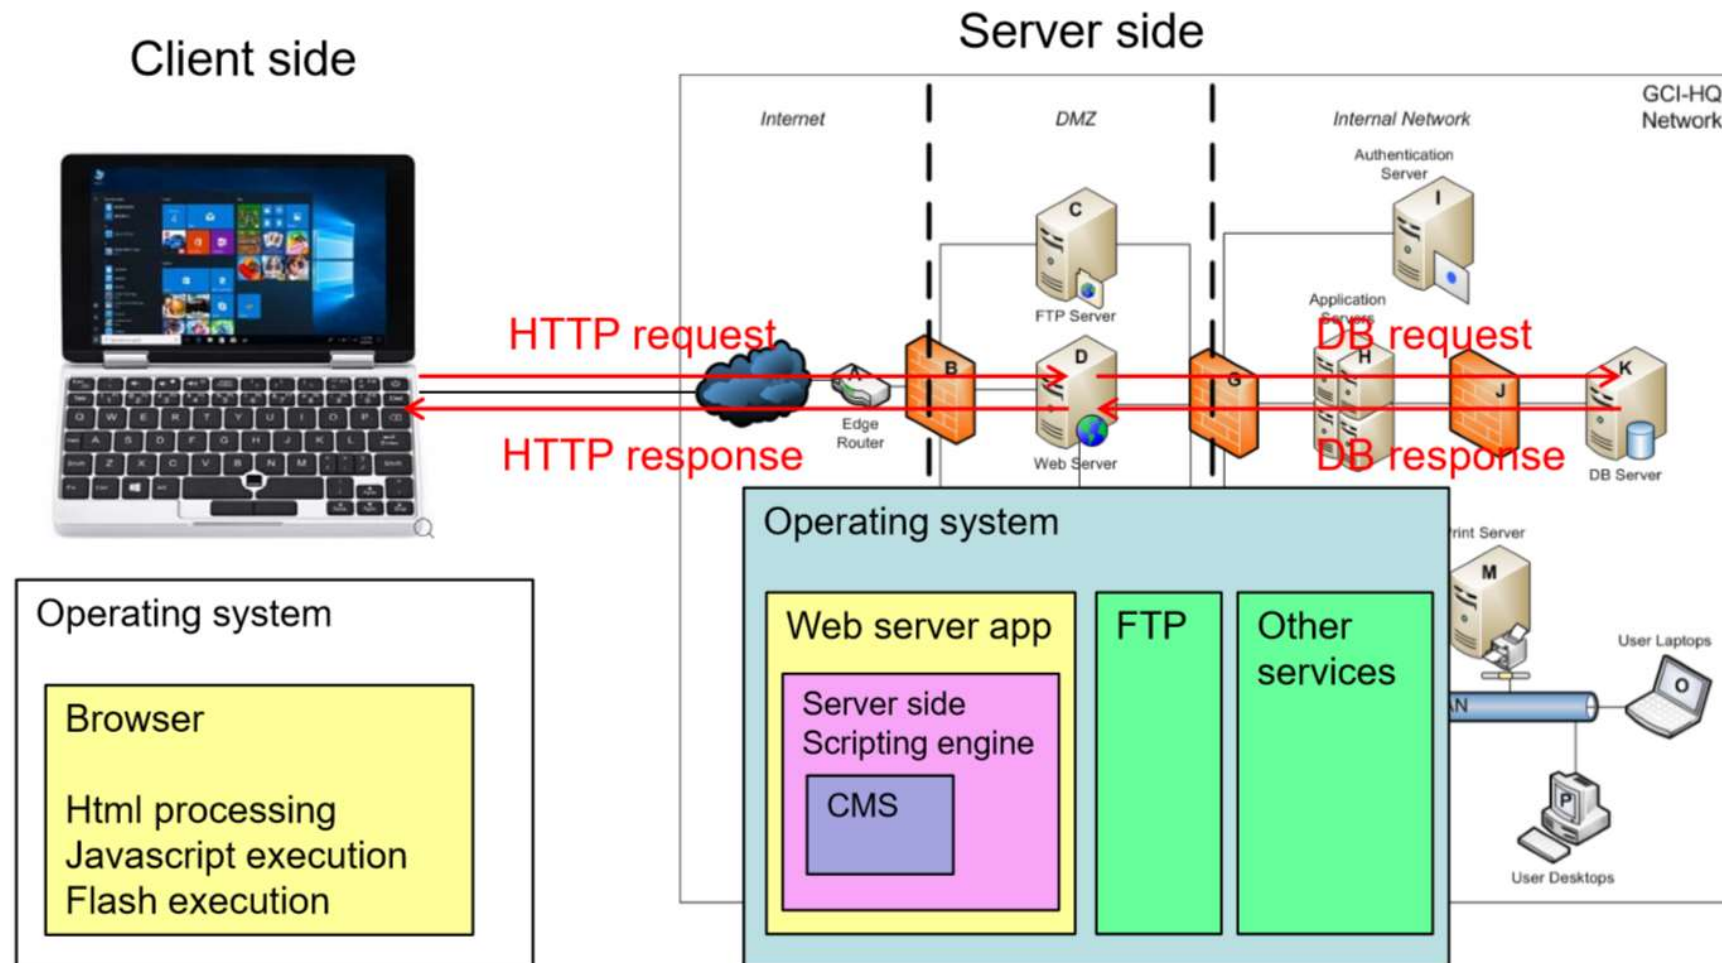 Client side
Server side
Internet
DMZ
Internal Network
GCI-HQ
Network
Authentication
Server
I
C
FTP Server
Application
Servers
HTTP request
DB request
A
B
D
G
H
J
K
Edge
Router
Web Server
DB Server
HTTP response
DB response
Operating system
Web server app
Server side
Scripting engine
CMS
FTP
Other
services
rint Server
M
User Laptops
O
AN
P
User Desktops
Operating system
Browser
Html processing
Javascript execution
Flash execution